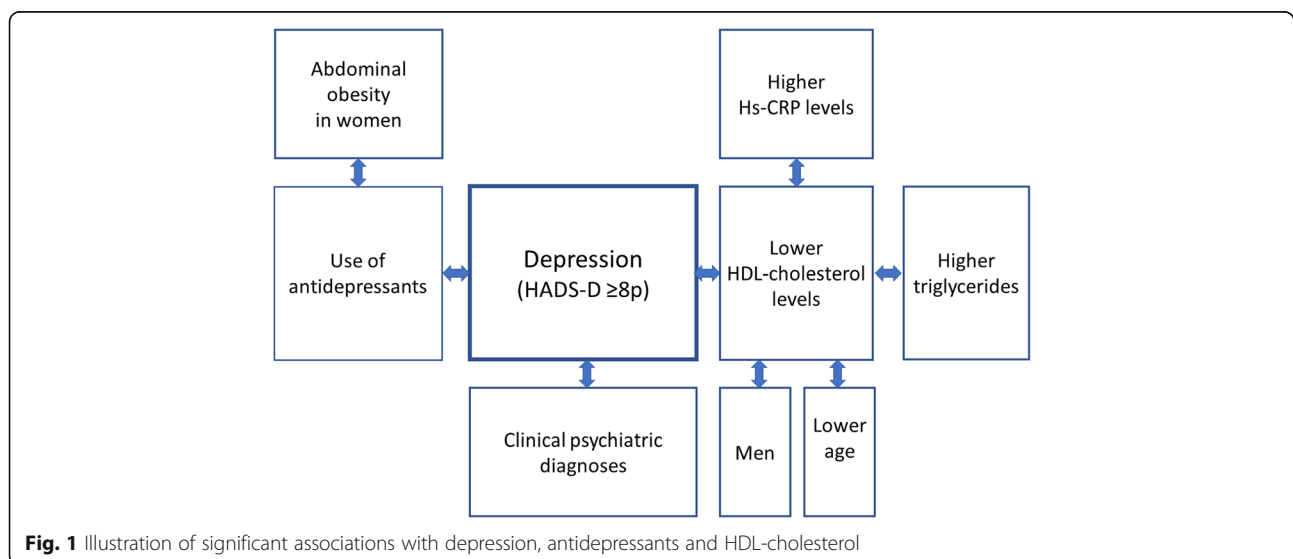 Abdominal
obesity
in women
Higher
Hs-CRP levels
Use of
antidepressants
Depression
(HADS-D ≥8p)
Lower
HDL-cholesterol
levels
Higher
triglycerides
Clinical psychiatric
diagnoses
Men
Lower
age
Fig. 1 Illustration of significant associations with depression, antidepressants and HDL-cholesterol